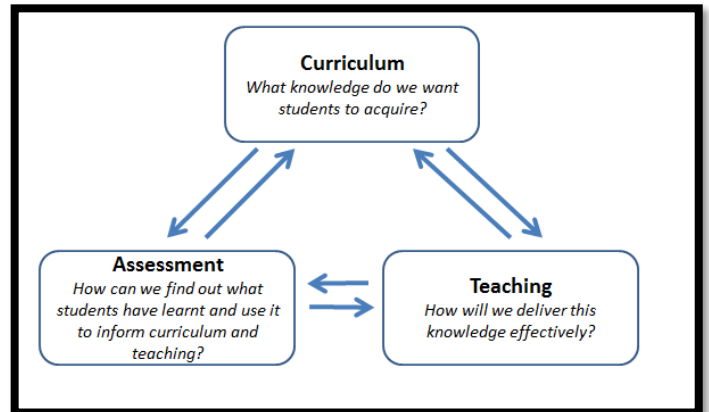 Curriculum
What knowledge do we want
students to acquire?
Assessment
How can we find out what
students have learnt and use it
to inform curriculum and
teaching?
Teaching
How will we deliver this
knowledge effectively?